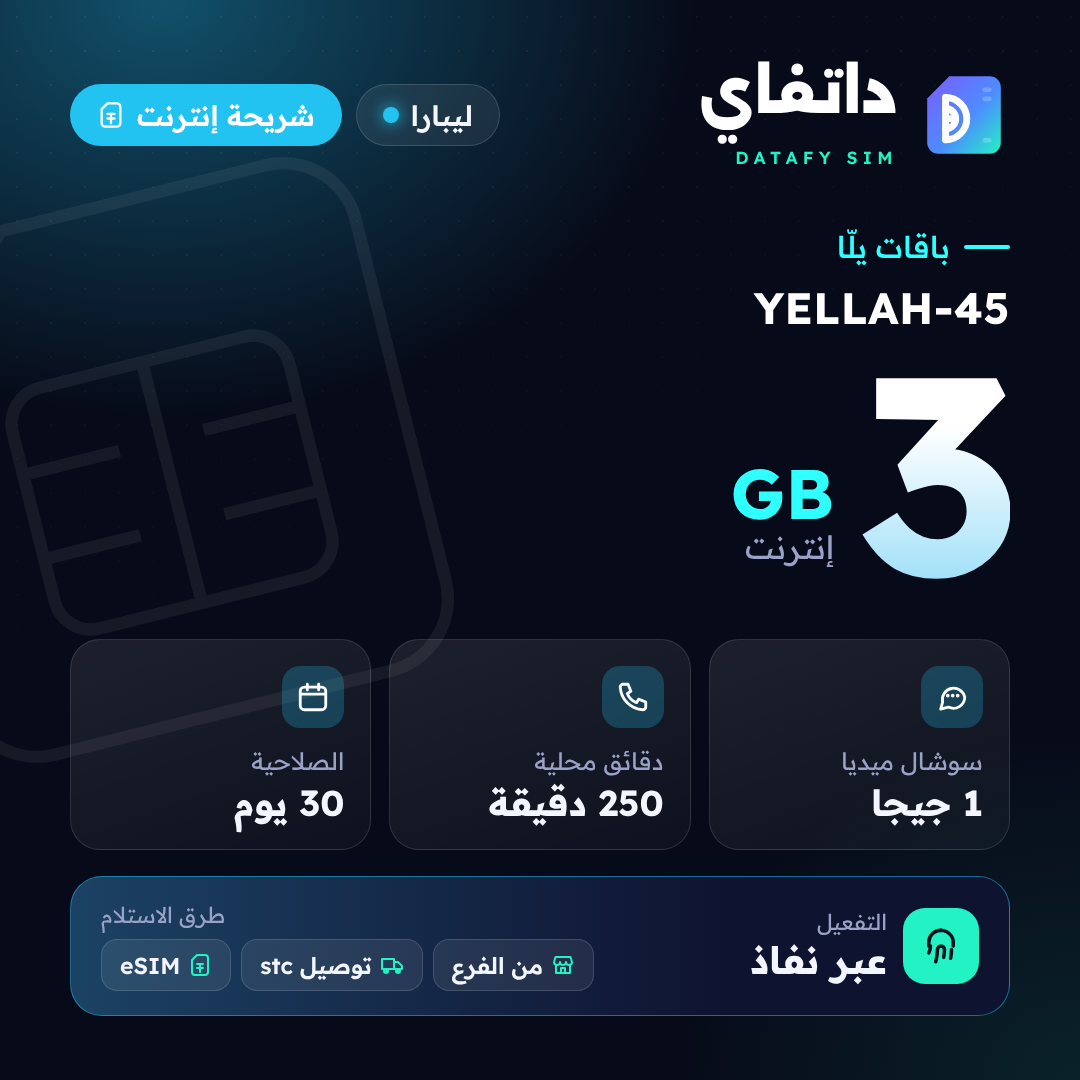 داتفاي
DATAFY SIM
ليبارا
شريحة إنترنت
باقات يلّا
YELLAH-45
3
GB
إنترنت
سوشال ميديا
1 جيجا
دقائق محلية
250 دقيقة
الصلاحية
30 يوم
التفعيل
عبر نفاذ
طرق الاستلام
من الفرع
توصيل stc
eSIM